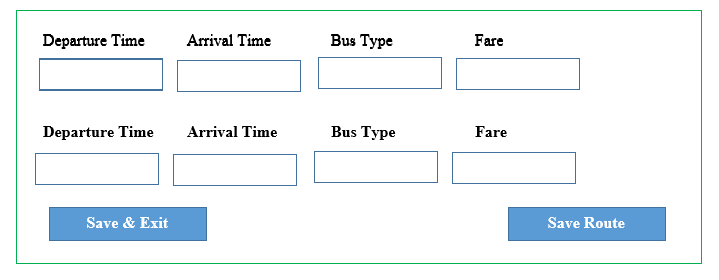 Departure Time Arrival Time Bus Type Fare
Departure Time Arrival Time Bus Type Fare
Save & Exit Save Route